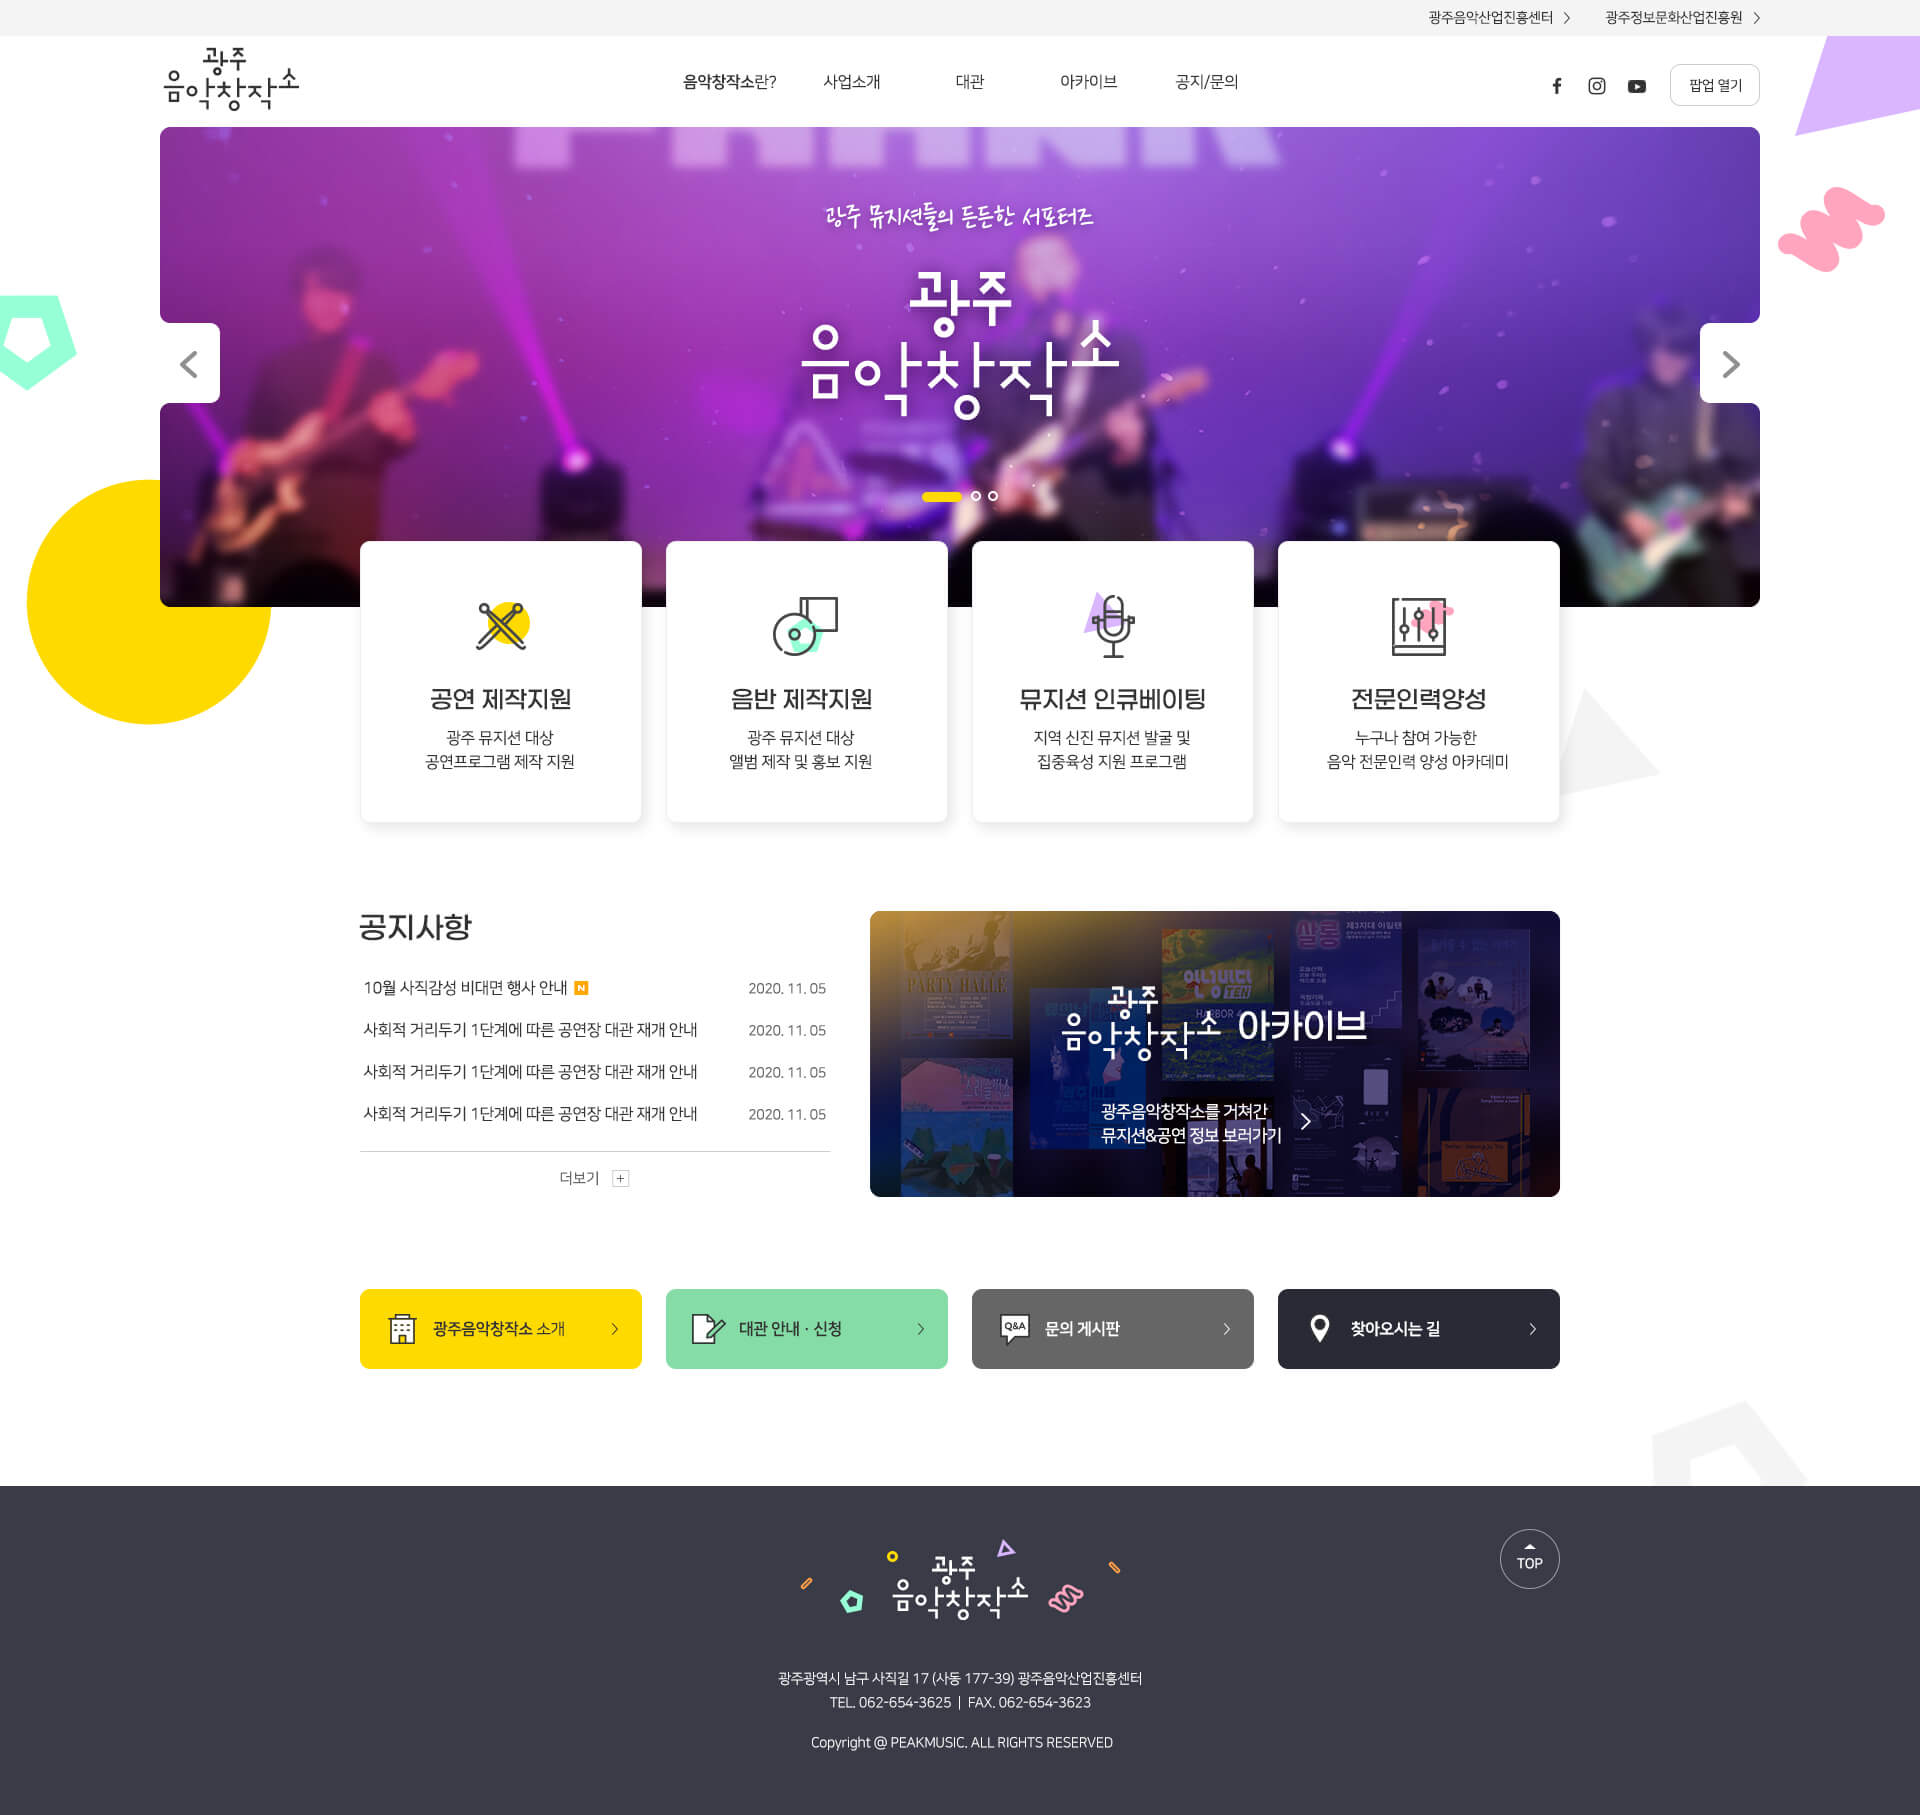 광주음악산업진흥센터
광주정보문화산업진흥원
광주
음악창작소
음악창작소란?
사업소개
대관
아카이브
공지/문의
팝업 열기
광주 뮤지션들의 든든한 서포터즈
광주
음악창작소
공연 제작지원
광주 뮤지션 대상
공연프로그램 제작 지원
음반 제작지원
광주 뮤지션 대상
앨범 제작 및 홍보 지원
뮤지션 인큐베이팅
지역 신진 뮤지션 발굴 및
집중육성 지원 프로그램
전문인력양성
누구나 참여 가능한
음악 전문인력 양성 아카데미
공지사항
10월 사직감성 비대면 행사 안내 N
2020. 11. 05
사회적 거리두기 1단계에 따른 공연장 대관 재개 안내
2020. 11. 05
사회적 거리두기 1단계에 따른 공연장 대관 재개 안내
2020. 11. 05
사회적 거리두기 1단계에 따른 공연장 대관 재개 안내
2020. 11. 05
더보기
PARTY HALLE
TEN
HARBOR 4
쌀롱
제3지대 아일랜
광주
음악창작소 아카이브
광주음악창작소를 거쳐간
뮤지션&공연 정보 보러가기
광주음악창작소 소개
대관 안내 · 신청
Q&A
문의 게시판
찾아오시는 길
광주
음악창작소
TOP
광주광역시 남구 사직길 17 (사동 177-39) 광주음악산업진흥센터
TEL. 062-654-3625 | FAX. 062-654-3623
Copyright @ PEAKMUSIC. ALL RIGHTS RESERVED